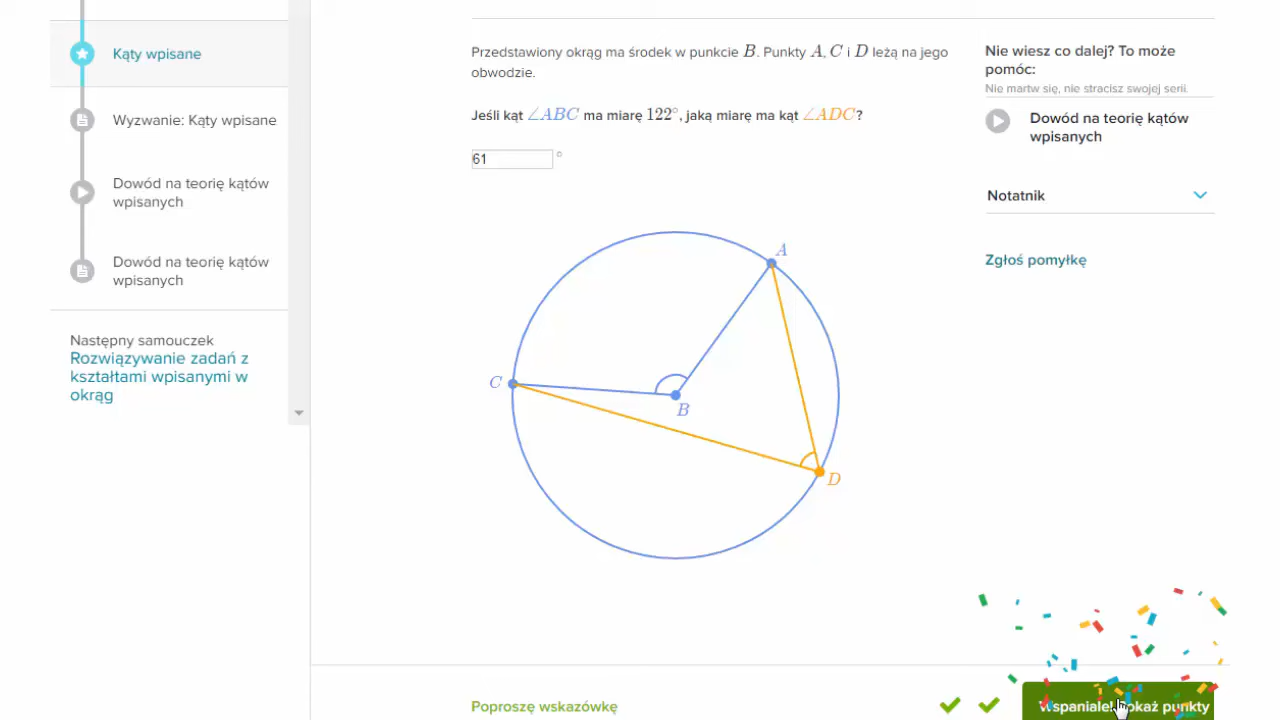 Kąty wpisane
Wyzwanie: Kąty wpisane
Dowód na teorię kątów
wpisanych
Dowód na teorię kątów
wpisanych
Następny samouczek
Rozwiązywanie zadań z
kształtami wpisanymi w
okrąg
Przedstawiony okrąg ma środek w punkcie B. Punkty A, C i D leżą na jego
obwodzie.
Jeśli kąt ∠ABC ma miarę 122°, jaką miarę ma kąt ∠ADC?
61 °
A
C
B
D
Nie wiesz co dalej? To może
pomóc:
Nie martw się, nie stracisz swojej serii.
Dowód na teorię kątów
wpisanych
Notatnik
Zgłoś pomyłkę
Poproszę wskazówkę
Wspaniale! Pokaż punkty